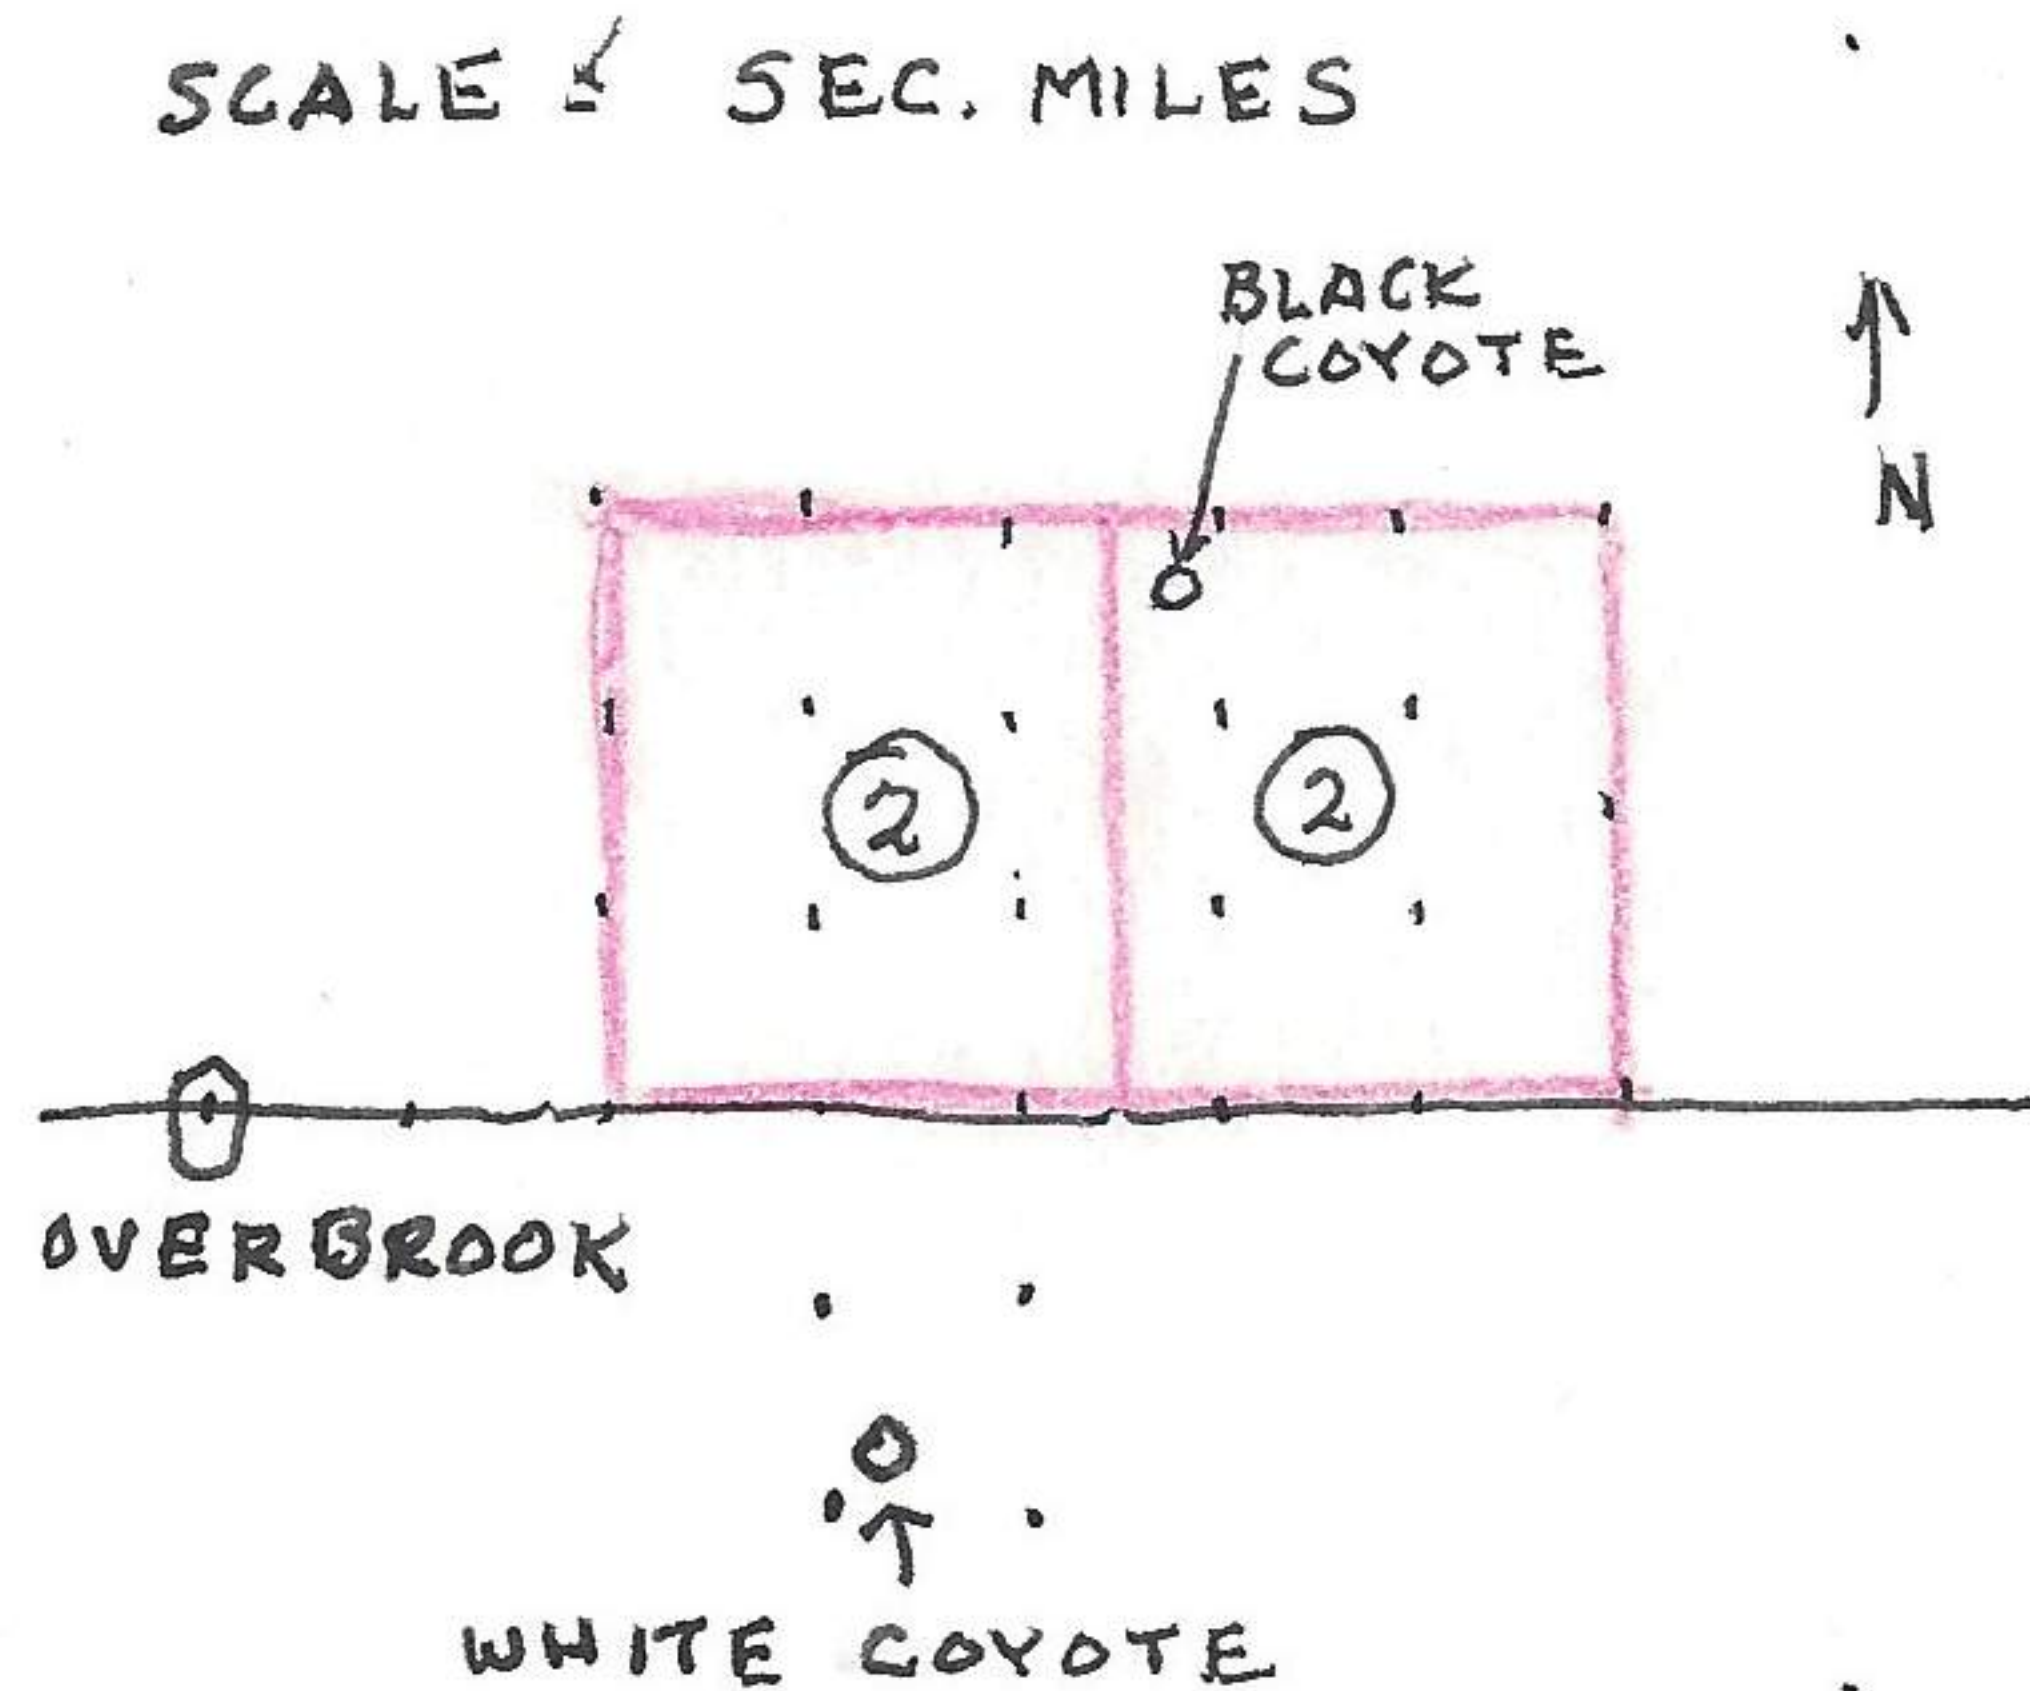 SCALE = SEC. MILES
BLACK
COYOTE
N
2
2
OVERBROOK
WHITE COYOTE